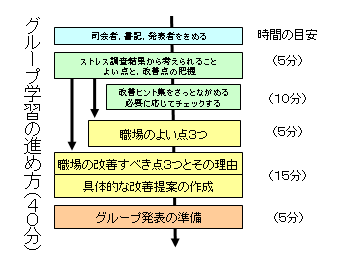 グループ学習の進め方(40分)
時間の目安
司会者、書記、発表者をきめる
ストレス調査結果から考えられること
よい点と、改善点の把握
(5分)
改善ヒント集をさっとながめる
必要に応じてチェックする
(10分)
職場のよい点3つ
(5分)
職場の改善すべき点3つとその理由
具体的な改善提案の作成
(15分)
グループ発表の準備
(5分)